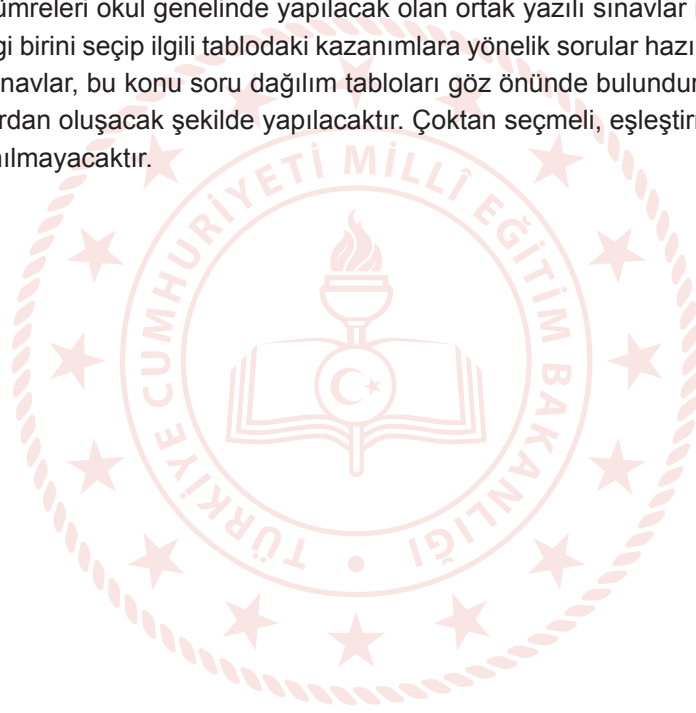 ümreleri okul genelinde yapılacak olan ortak yazılı sınavlar
gi birini seçip ilgili tablodaki kazanımlara yönelik sorular hazı
ınavlar, bu konu soru dağılım tabloları göz önünde bulundur
rdan oluşacak şekilde yapılacaktır. Çoktan seçmeli, eşleştir
nılmayacaktır.
TÜRKİYE CUMHURİYETİ MİLLÎ EĞİTİM BAKANLIĞI